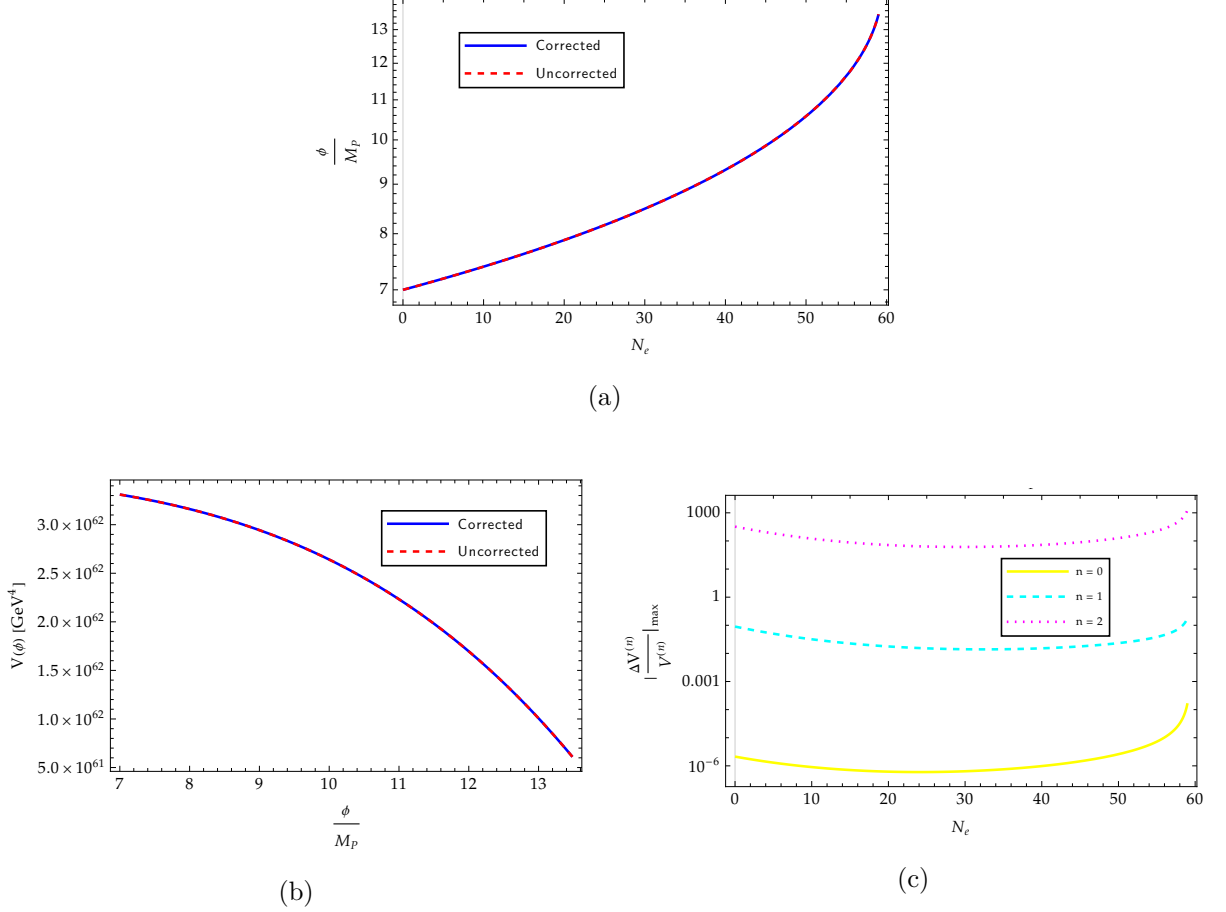 13
12
11
10
9
8
7
ϕ
M_P
Corrected
Uncorrected
0 10 20 30 40 50 60
N_e
(a)
3.0 × 10^62
2.5 × 10^62
2.0 × 10^62
1.5 × 10^62
1.0 × 10^62
5.0 × 10^61
V(ϕ) [GeV^4]
Corrected
Uncorrected
7 8 9 10 11 12 13
ϕ
M_P
(b)
1000
1
0.001
10^-6
|ΔV^(n)/V^(n)|_max
n = 0
n = 1
n = 2
0 10 20 30 40 50 60
N_e
(c)